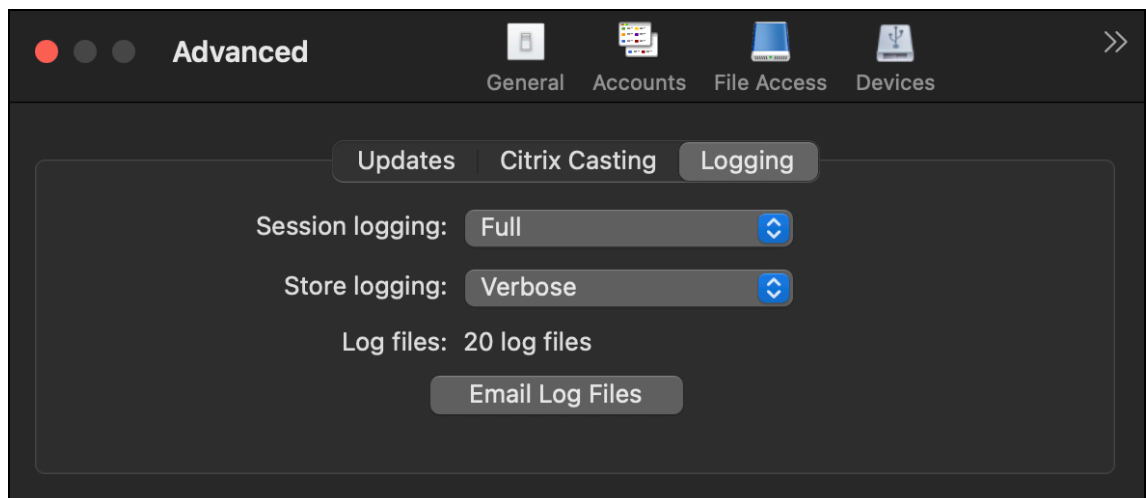 Advanced
General Accounts File Access Devices
Updates Citrix Casting Logging
Session logging: Full
Store logging: Verbose
Log files: 20 log files
Email Log Files